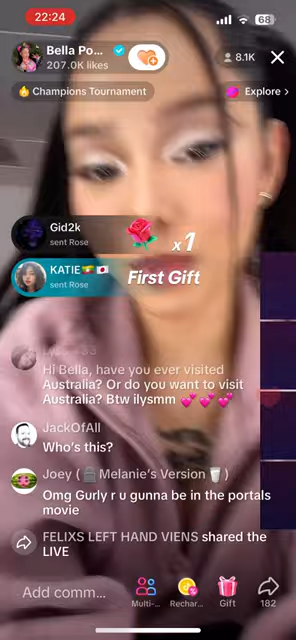 22:24
68
Bella Po...
207.0K likes
8.1K
Champions Tournament
Explore >
Gid2k
sent Rose
x1
KATIE
sent Rose
First Gift
Hi Bella, have you ever visited
Australia? Or do you want to visit
Australia? Btw ilysmm
JackOfAll
Who's this?
Joey ( Melanie's Version )
Omg Gurly r u gunna be in the portals
movie
FELIXS LEFT HAND VIENS shared the
LIVE
Add comm...
Multi-...
Rechar...
Gift
182